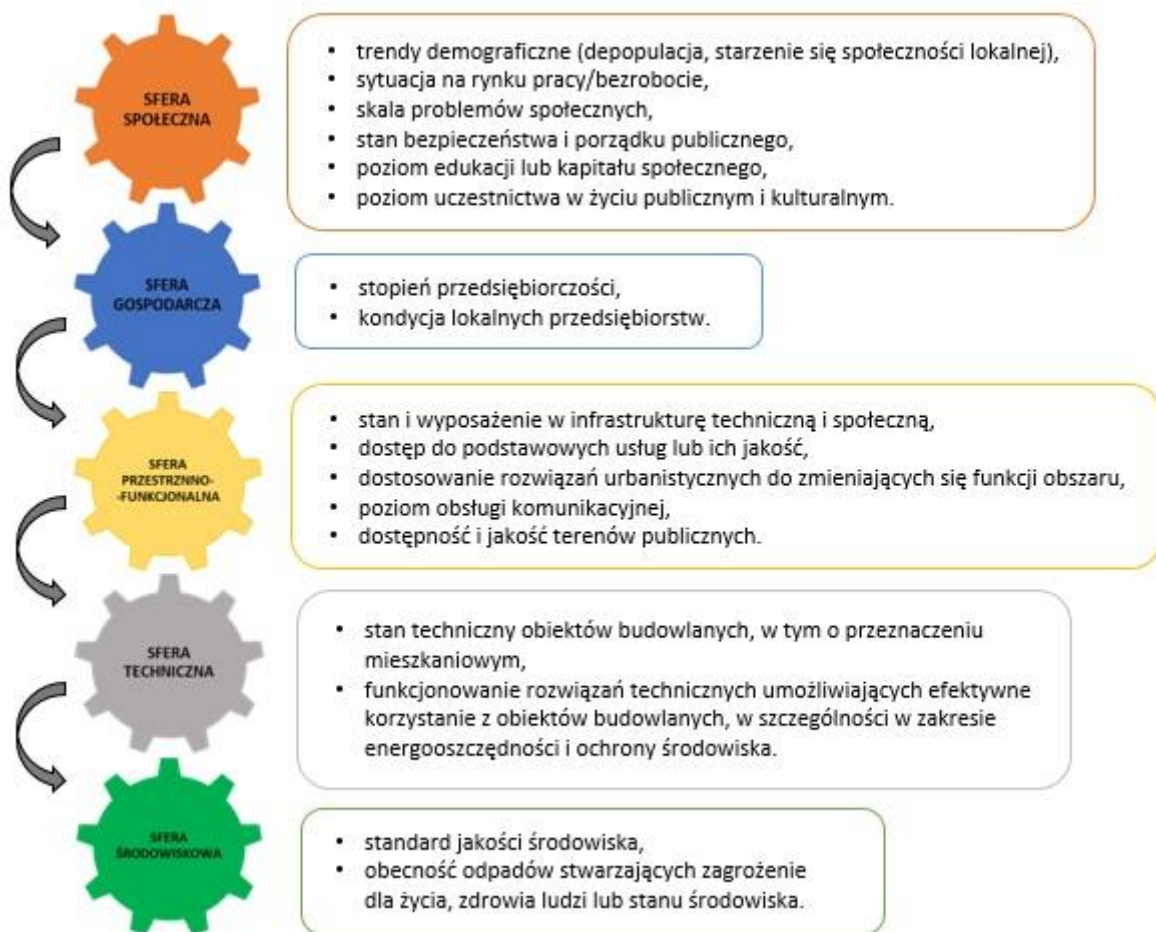 SFERA
SPOŁECZNA
• trendy demograficzne (depopulacja, starzenie się społeczności lokalnej),
• sytuacja na rynku pracy/bezrobocie,
• skala problemów społecznych,
• stan bezpieczeństwa i porządku publicznego,
• poziom edukacji lub kapitału społecznego,
• poziom uczestnictwa w życiu publicznym i kulturalnym.
SFERA
GOSPODARCZA
• stopień przedsiębiorczości,
• kondycja lokalnych przedsiębiorstw.
SFERA
PRZESTRZNNO-
-FUNKCJONALNA
• stan i wyposażenie w infrastrukturę techniczną i społeczną,
• dostęp do podstawowych usług lub ich jakość,
• dostosowanie rozwiązań urbanistycznych do zmieniających się funkcji obszaru,
• poziom obsługi komunikacyjnej,
• dostępność i jakość terenów publicznych.
SFERA
TECHNICZNA
• stan techniczny obiektów budowlanych, w tym o przeznaczeniu
mieszkaniowym,
• funkcjonowanie rozwiązań technicznych umożliwiających efektywne
korzystanie z obiektów budowlanych, w szczególności w zakresie
energooszczędności i ochrony środowiska.
SFERA
ŚRODOWISKOWA
• standard jakości środowiska,
• obecność odpadów stwarzających zagrożenie
dla życia, zdrowia ludzi lub stanu środowiska.